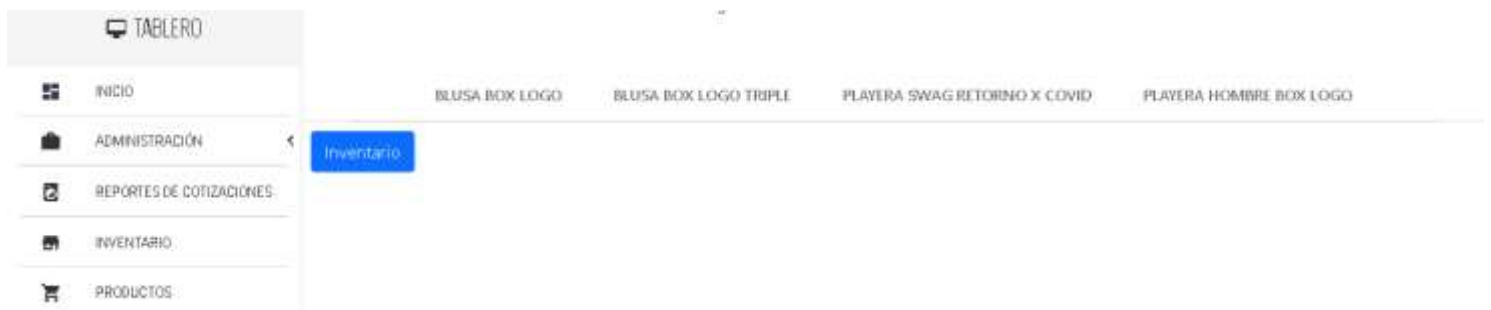 TABLERO
INICIO
ADMINISTRACIÓN
REPORTES DE COTIZACIONES
INVENTARIO
PRODUCTOS
BLUSA BOX LOGO BLUSA BOX LOGO TRIPLE PLAYERA SWAG RETORNO X COVID PLAYERA HOMBRE BOX LOGO
Inventario